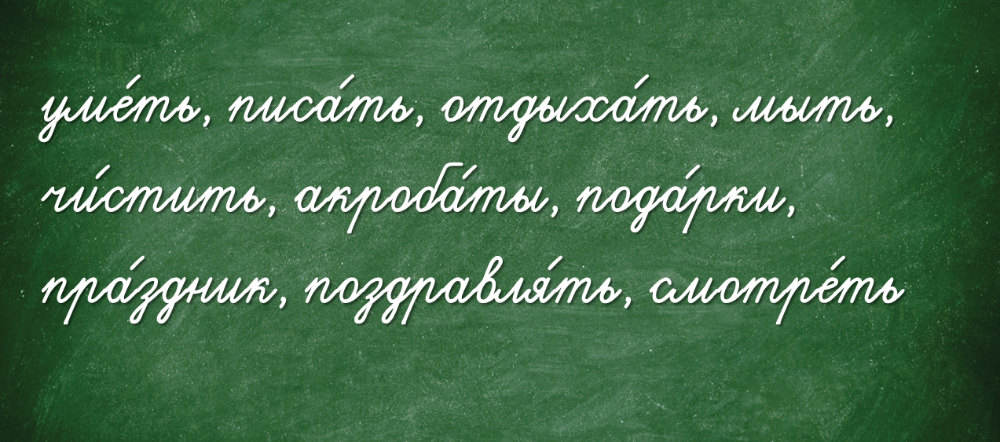 уме́ть, писа́ть, отдыха́ть, мыть,
чи́стить, акроба́ты, пода́рки,
пра́здник, поздравля́ть, смотре́ть